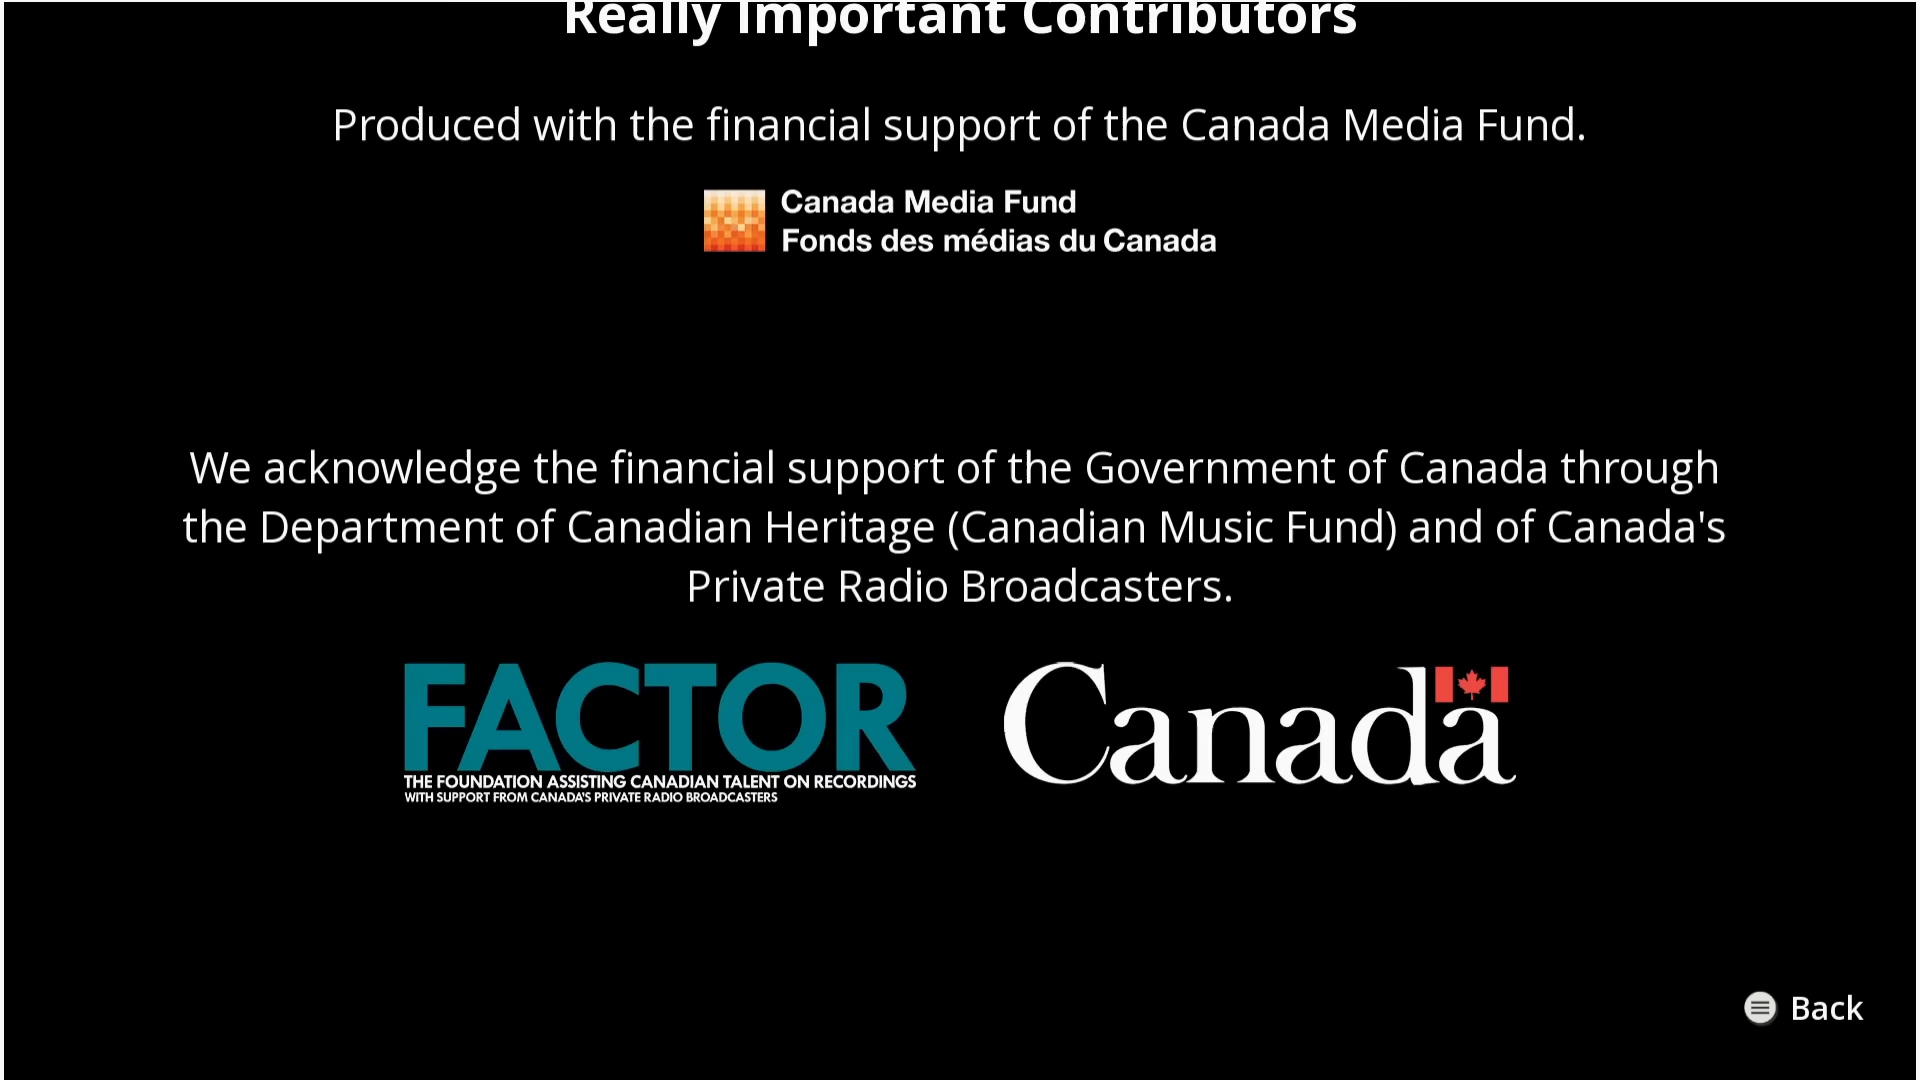 Really Important Contributors
Produced with the financial support of the Canada Media Fund.
Canada Media Fund
Fonds des médias du Canada
We acknowledge the financial support of the Government of Canada through
the Department of Canadian Heritage (Canadian Music Fund) and of Canada's
Private Radio Broadcasters.
FACTOR
THE FOUNDATION ASSISTING CANADIAN TALENT ON RECORDINGS
WITH SUPPORT FROM CANADA'S PRIVATE RADIO BROADCASTERS
Canada
Back